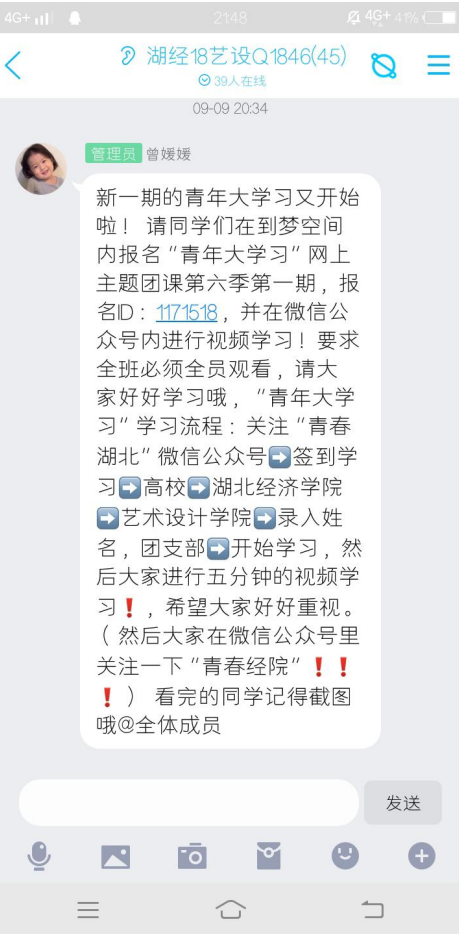 4G+ 21:48 4G+ 41%
湖经18艺设Q1846(45)
39人在线
09-09 20:34
管理员 曾媛媛
新一期的青年大学习又开始
啦！ 请同学们在到梦空间
内报名“青年大学习”网上
主题团课第六季第一期，报
名ID：1171518，并在微信公
众号内进行视频学习！要求
全班必须全员观看，请大
家好好学习哦，“青年大学
习”学习流程：关注“青春
湖北”微信公众号➡签到学
习➡高校➡湖北经济学院
➡艺术设计学院➡录入姓
名，团支部➡开始学习，然
后大家进行五分钟的视频学
习❗，希望大家好好重视。
（然后大家在微信公众号里
关注一下“青春经院”❗❗
❗） 看完的同学记得截图
哦@全体成员
发送